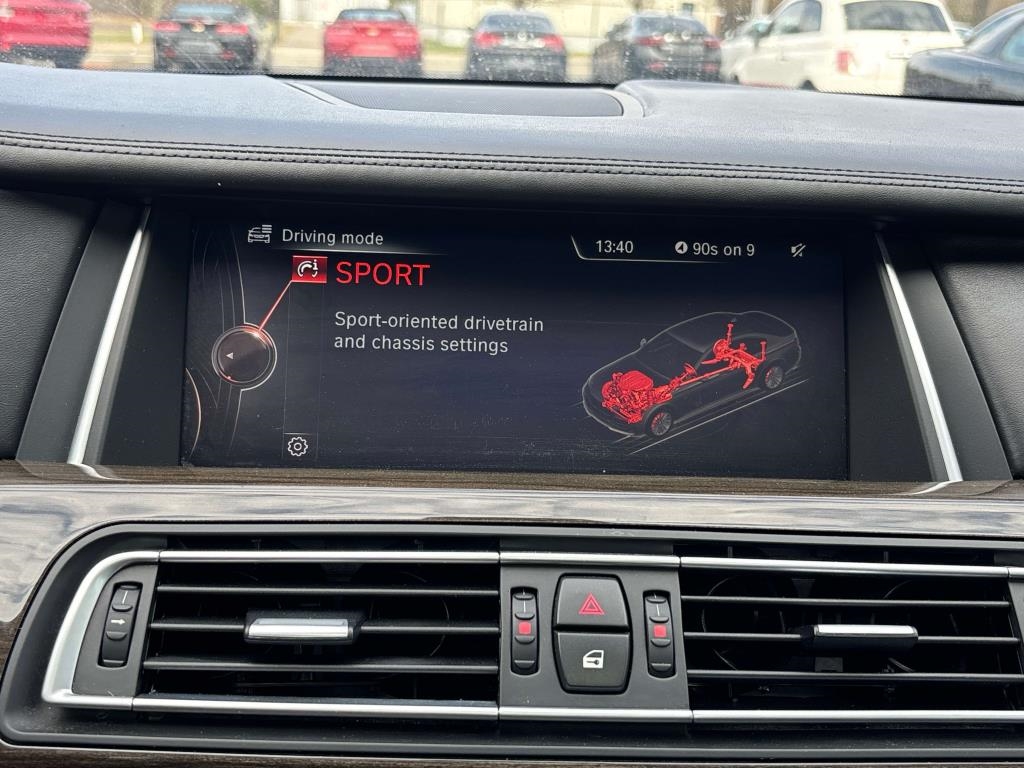 Driving mode
13:40
90s on 9
SPORT
Sport-oriented drivetrain
and chassis settings